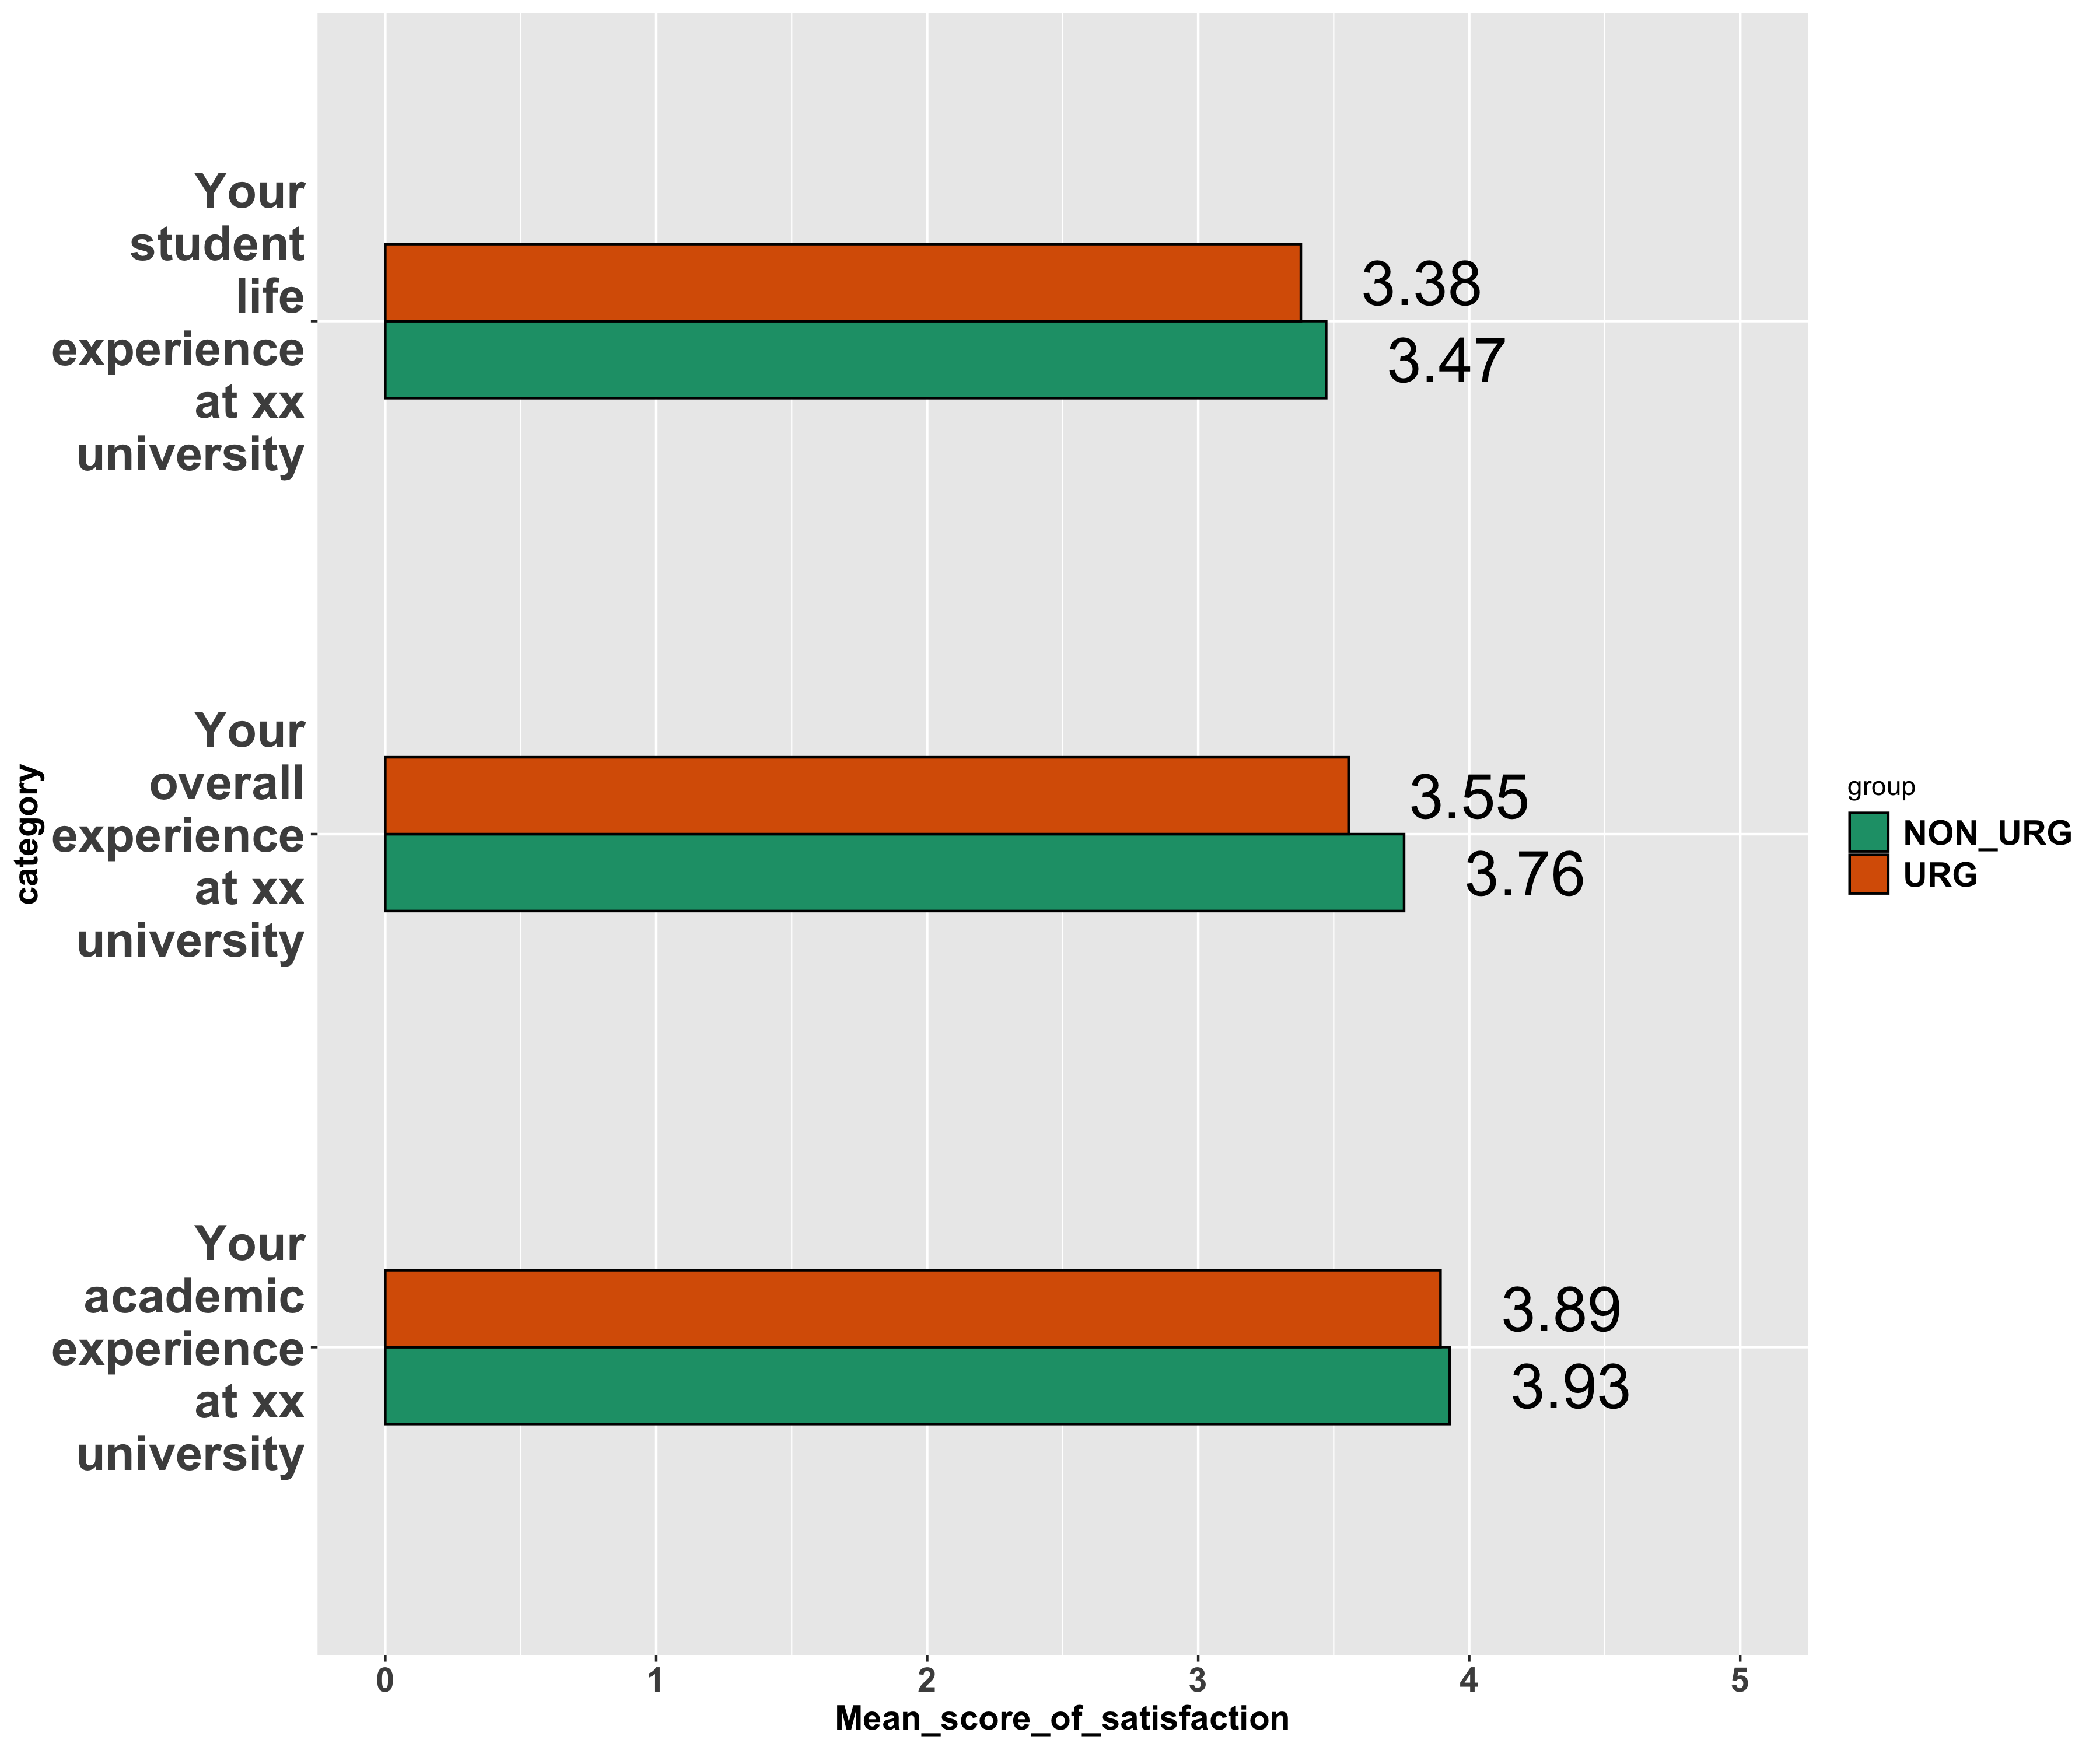 Your
student
life
experience
at xx
university
3.38
3.47
Your
overall
experience
at xx
university
3.55
3.76
Your
academic
experience
at xx
university
3.89
3.93
category
0 1 2 3 4 5
Mean_score_of_satisfaction
group
NON_URG
URG